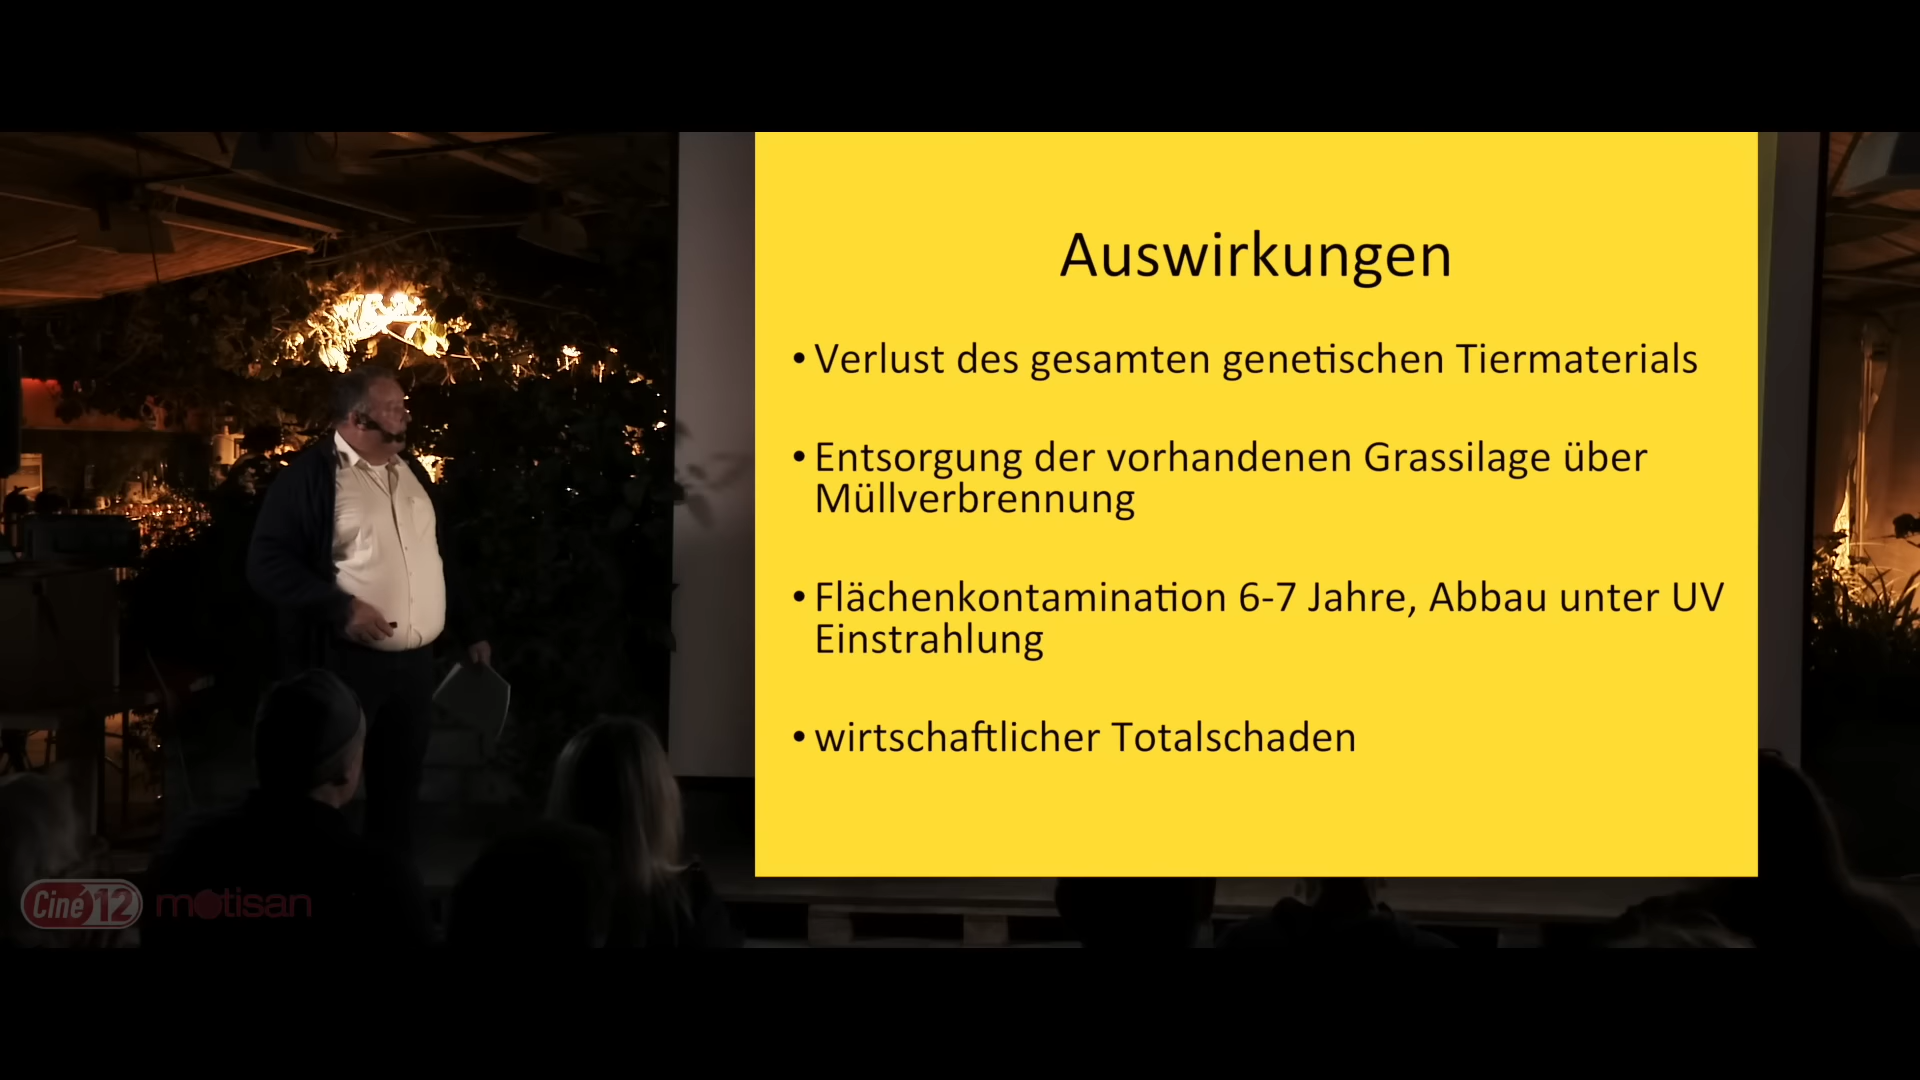 Auswirkungen
• Verlust des gesamten genetischen Tiermaterials
• Entsorgung der vorhandenen Grassilage über
Müllverbrennung
• Flächenkontamination 6-7 Jahre, Abbau unter UV
Einstrahlung
• wirtschaftlicher Totalschaden
Ciné 12 motisan